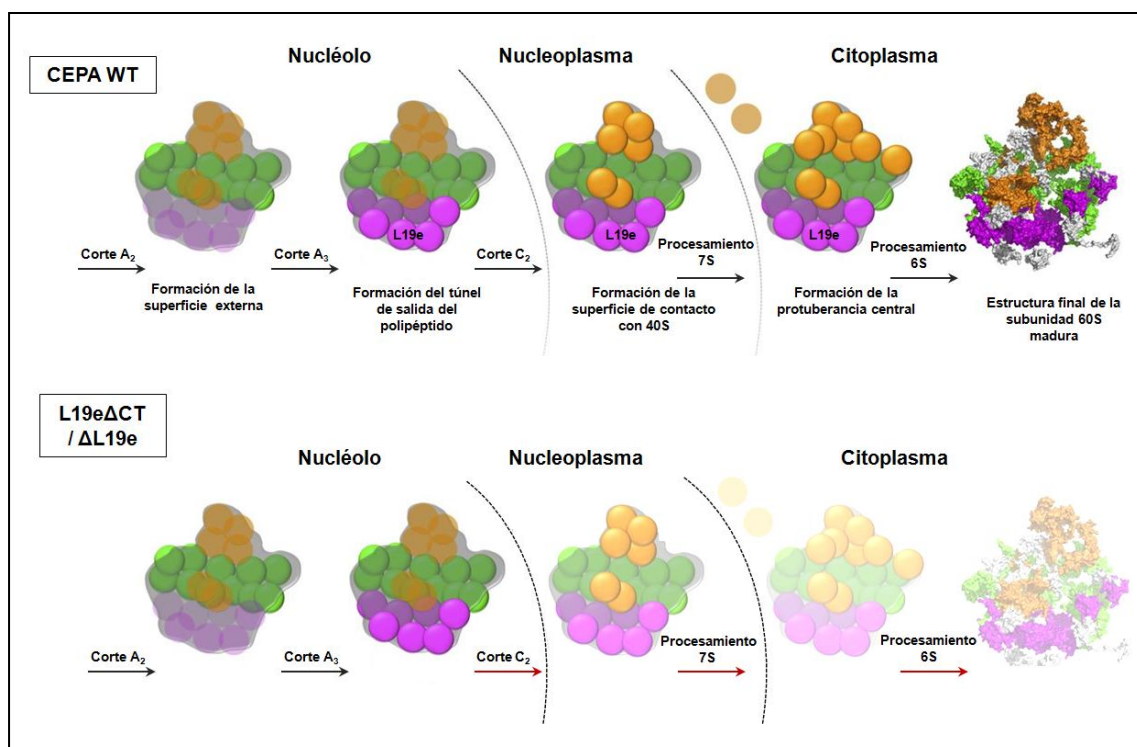 Nucléolo
Nucleoplasma
Citoplasma
CEPA WT
L19e
L19e
L19e
Corte A2
Corte A3
Corte C2
Procesamiento
7S
Procesamiento
6S
Formación de la
superficie externa
Formación del túnel
de salida del
polipéptido
Formación de la
superficie de contacto
con 40S
Formación de la
protuberancia central
Estructura final de la
subunidad 60S
madura
L19eΔCT
/ ΔL19e
Nucléolo
Nucleoplasma
Citoplasma
Corte A2
Corte A3
Corte C2
Procesamiento
7S
Procesamiento
6S